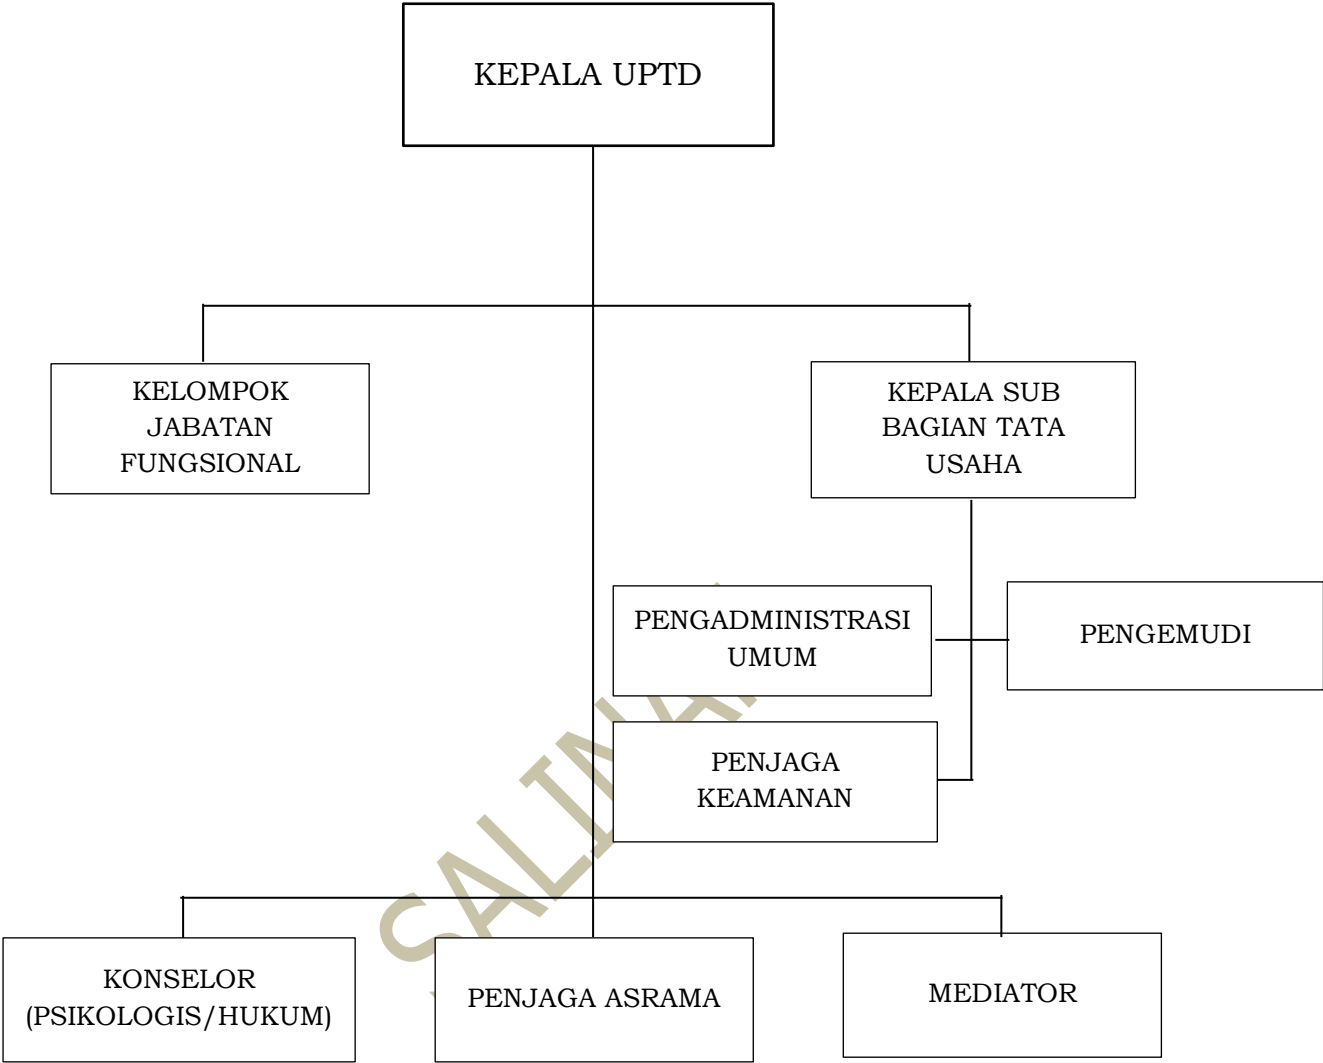 KEPALA UPTD
KELOMPOK
JABATAN
FUNGSIONAL
KEPALA SUB
BAGIAN TATA
USAHA
PENGADMINISTRASI
UMUM
PENGEMUDI
PENJAGA
KEAMANAN
SALINAN
KONSELOR
(PSIKOLOGIS/HUKUM)
PENJAGA ASRAMA
MEDIATOR